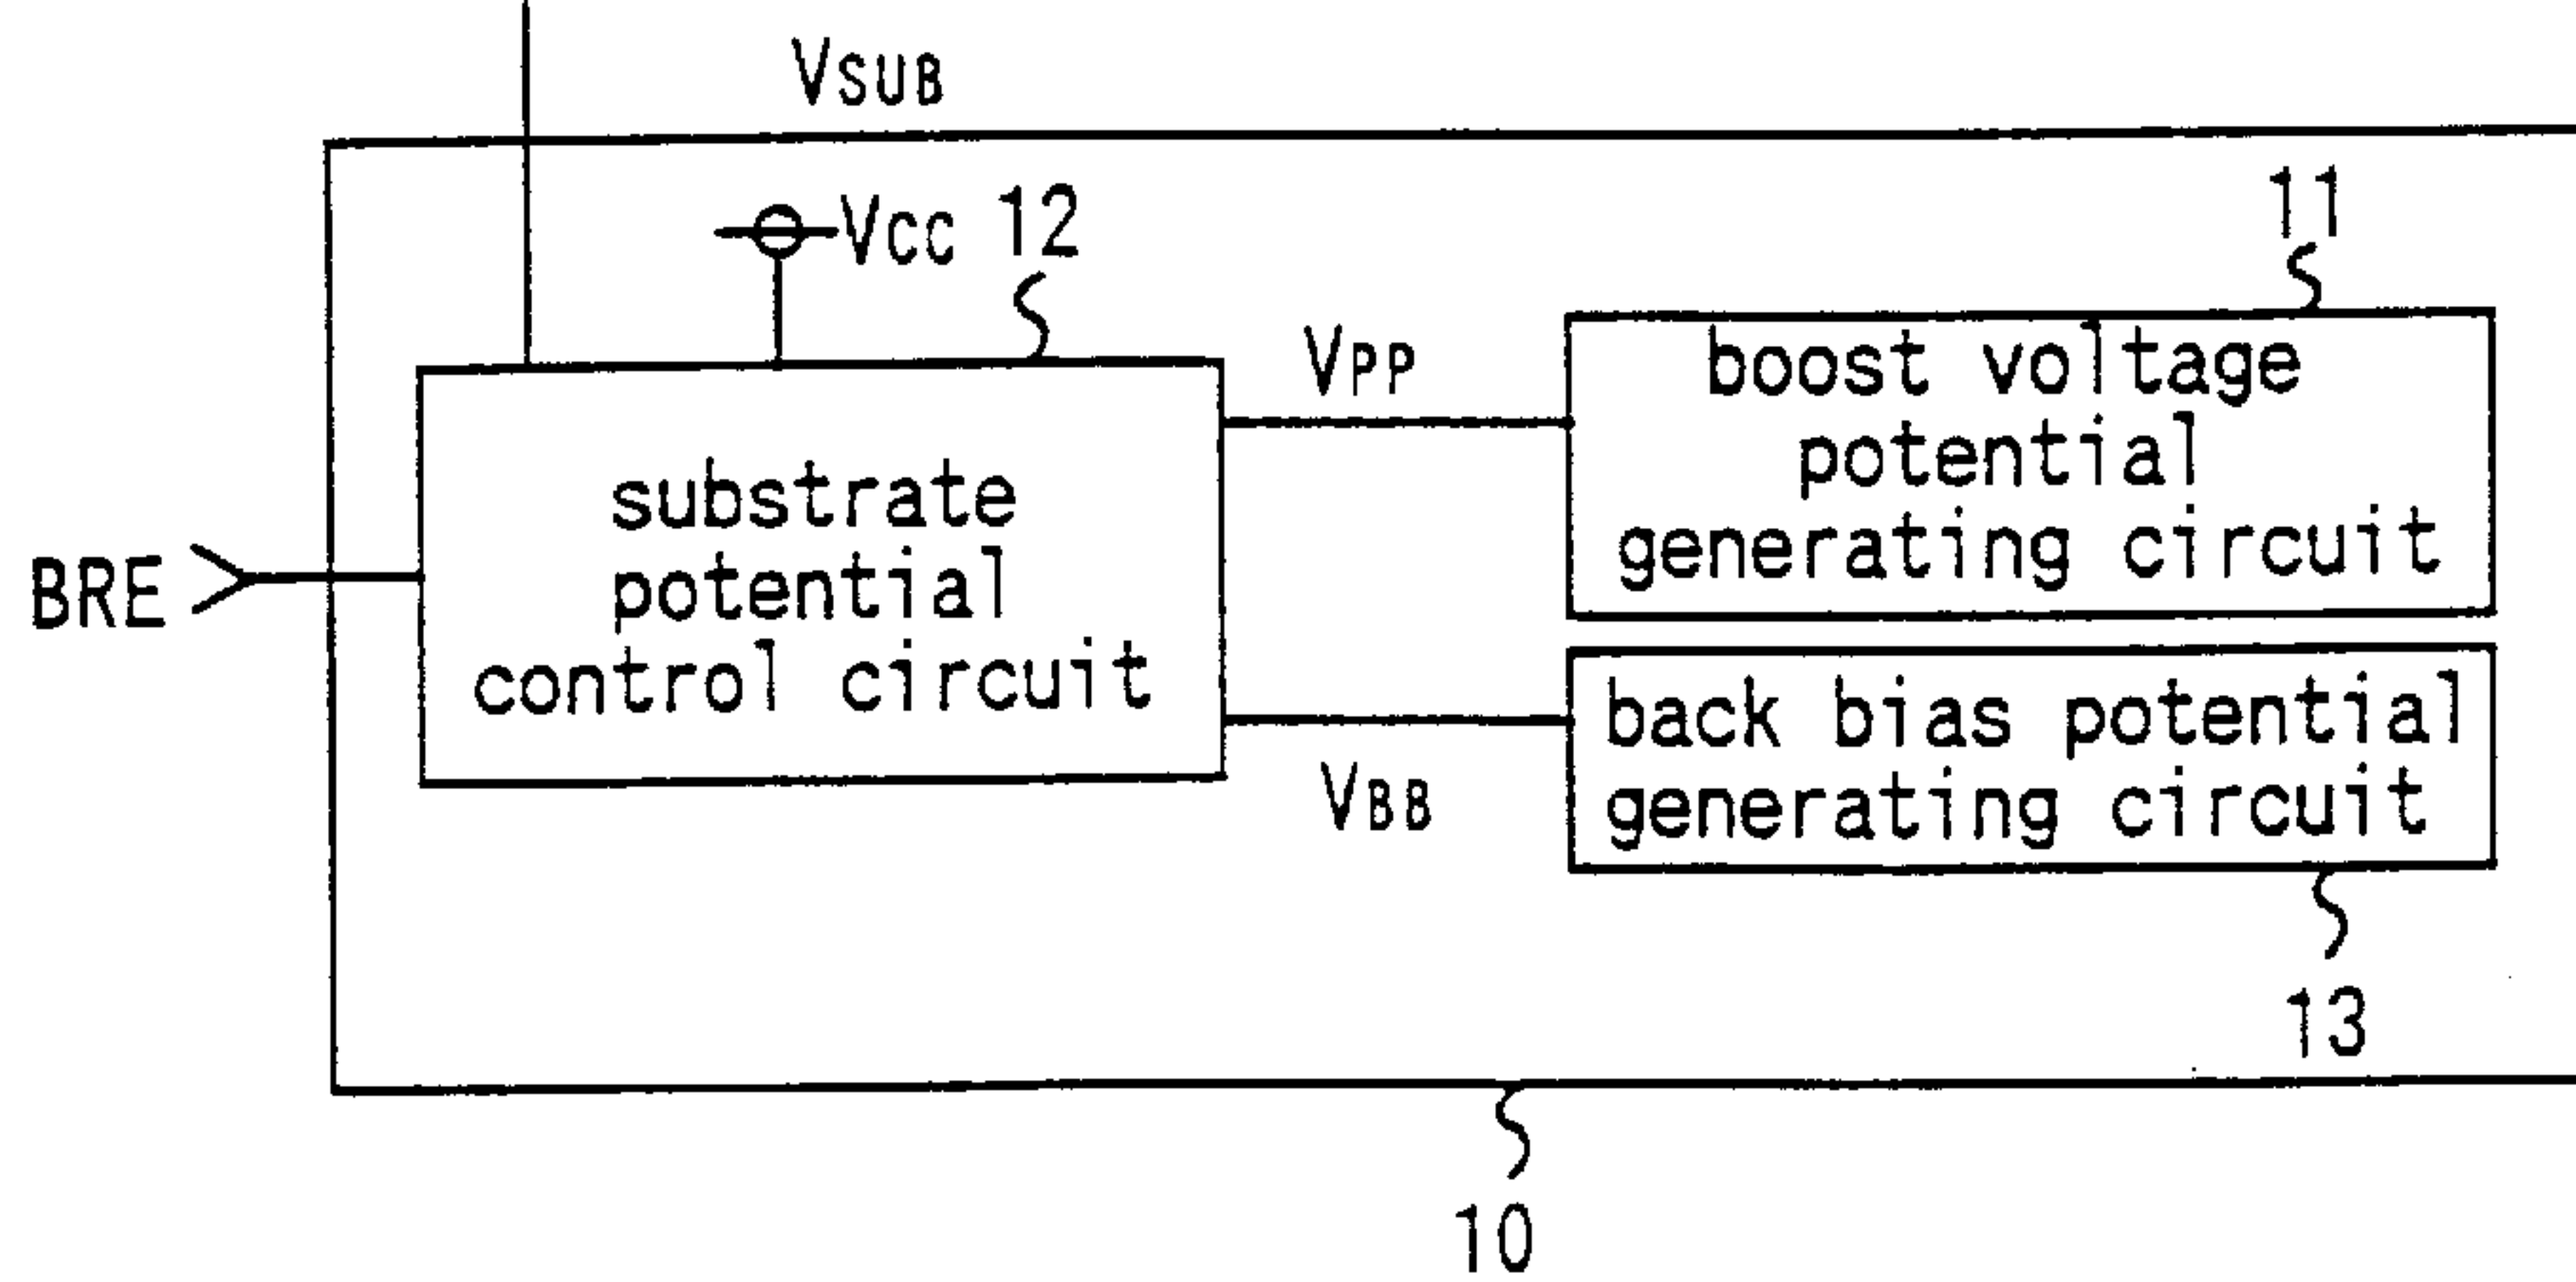 VSUB
VCC 12
11
VPP
boost voltage
potential
generating circuit
substrate
potential
control circuit
BRE
back bias potential
generating circuit
VBB
13
10